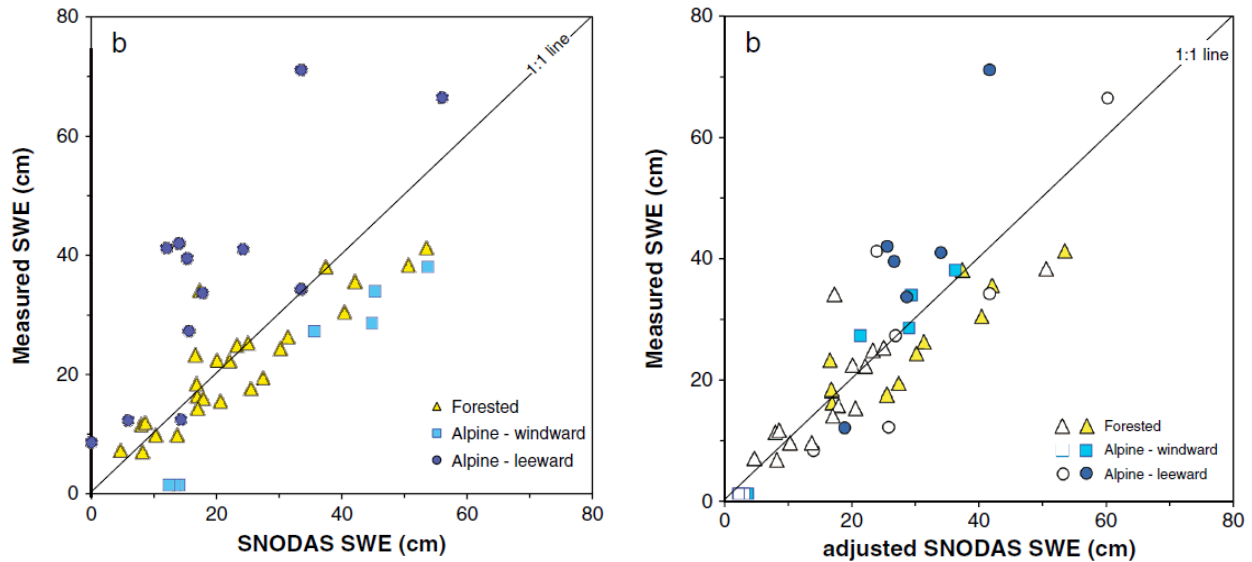 b
1:1 line
80
60
40
20
0
Measured SWE (cm)
Forested
Alpine - windward
Alpine - leeward
0
20
40
60
80
SNODAS SWE (cm)
b
1:1 line
80
60
40
20
0
Measured SWE (cm)
Forested
Alpine - windward
Alpine - leeward
0
20
40
60
80
adjusted SNODAS SWE (cm)